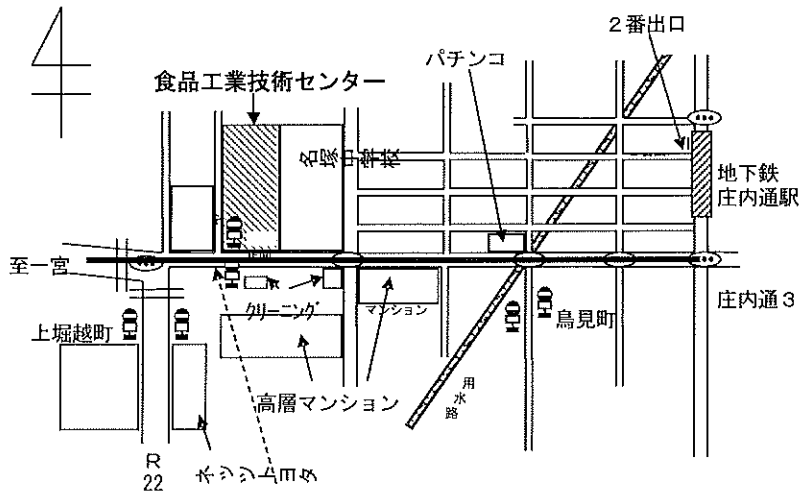 ２番出口
パチンコ
食品工業技術センター
名塚中学校
地下鉄
庄内通駅
至一宮
庄内通３
クリーニング
マンション
鳥見町
上堀越町
用水路
高層マンション
R
22
ネッツトヨタ